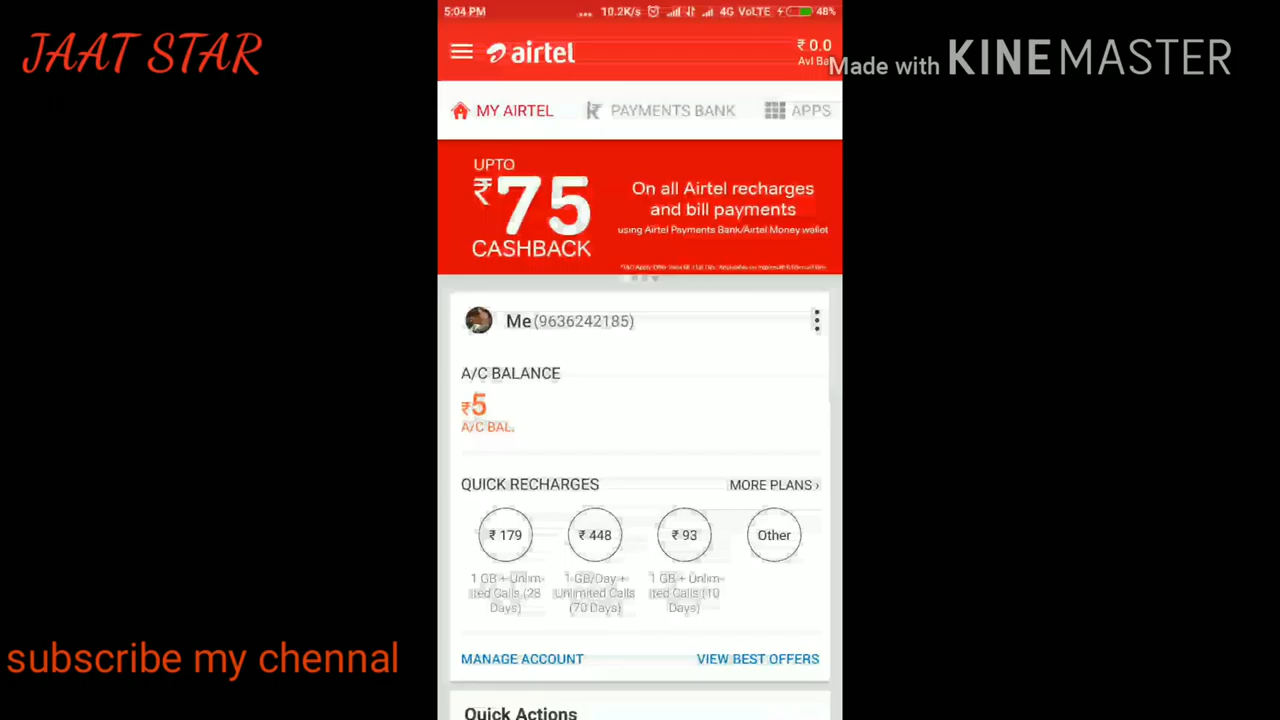 JAAT STAR
5:04 PM ... 10.2K/s 4G VoLTE 48%
airtel
₹ 0.0
Avl Ba
Made with KINEMASTER
MY AIRTEL PAYMENTS BANK APPS
UPTO
₹75
CASHBACK
On all Airtel recharges
and bill payments
using Airtel Payments Bank/Airtel Money wallet
Me (9636242185)
A/C BALANCE
₹5
A/C BAL.
QUICK RECHARGES MORE PLANS ›
₹ 179 ₹ 448 ₹ 93 Other
1 GB + Unlim- 1 GB/Day + 1 GB + Unlim-
ited Calls (28 Unlimited Calls ited Calls (10
Days) (70 Days) Days)
subscribe my chennal
MANAGE ACCOUNT VIEW BEST OFFERS
Quick Actions